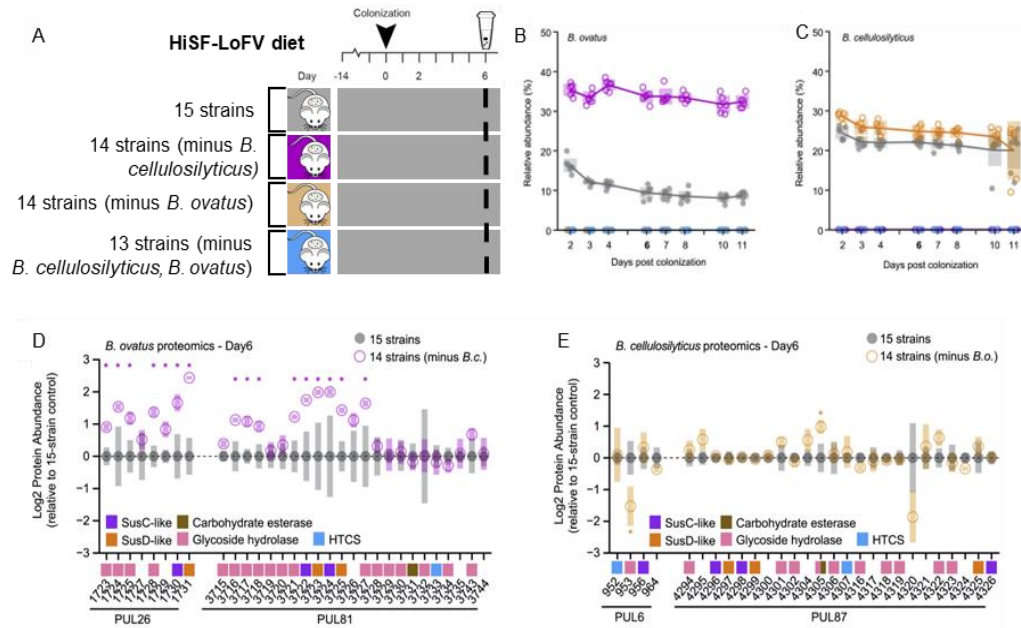 A
HiSF-LoFV diet
Colonization
Day
-14
0
2
4
6
15 strains
14 strains (minus B.
cellulosilyticus)
14 strains (minus B. ovatus)
13 strains (minus
B. cellulosilyticus, B. ovatus)
B
B. ovatus
Relative abundance (%)
50
40
30
20
10
0
2 3 4 6 7 8 10 11
Days post colonization
C
B. cellulosilyticus
Relative abundance (%)
50
40
30
20
10
0
2 3 4 6 7 8 10 11
Days post colonization
D
B. ovatus proteomics - Day6
15 strains
14 strains (minus B.c.)
Log2 Protein Abundance
(relative to 15-strain control)
3
2
1
0
−1
−2
−3
SusC-like
Carbohydrate esterase
SusD-like
Glycoside hydrolase
HTCS
1723 1724 1725 1728 1729 1730 1731
3715 3716 3717 3718 3719 3720 3721 3722 3723 3724 3725 3726 3728 3729 3730 3731 3732 3733 3734 3735 3743 3744
PUL26
PUL81
E
B. cellulosilyticus proteomics - Day6
15 strains
14 strains (minus B.o.)
Log2 Protein Abundance
(relative to 15-strain control)
3
2
1
0
−1
−2
−3
SusC-like
Carbohydrate esterase
SusD-like
Glycoside hydrolase
HTCS
952 953 956 964
4294 4295 4296 4297 4298 4299 4300 4301 4302 4304 4305 4306 4307 4316 4317 4318 4319 4320 4321 4322 4323 4324 4325 4326
PUL6
PUL87